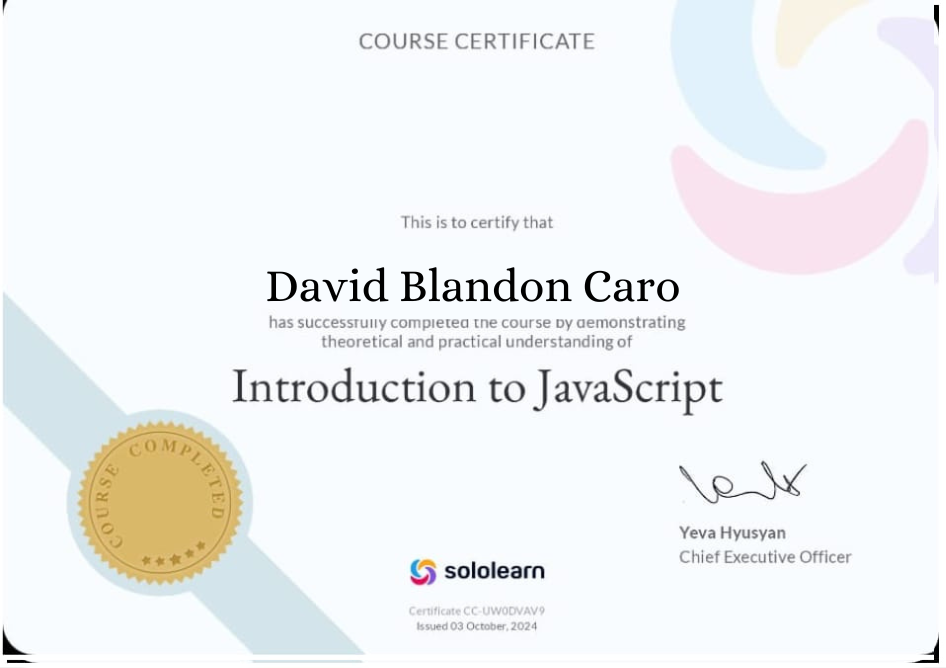 COURSE CERTIFICATE
This is to certify that
David Blandon Caro
has successfully completed the course by demonstrating
theoretical and practical understanding of
Introduction to JavaScript
COURSE COMPLETED
Yeva Hyusyan
Chief Executive Officer
sololearn
Certificate CC-UW0DVAV9
Issued 03 October, 2024